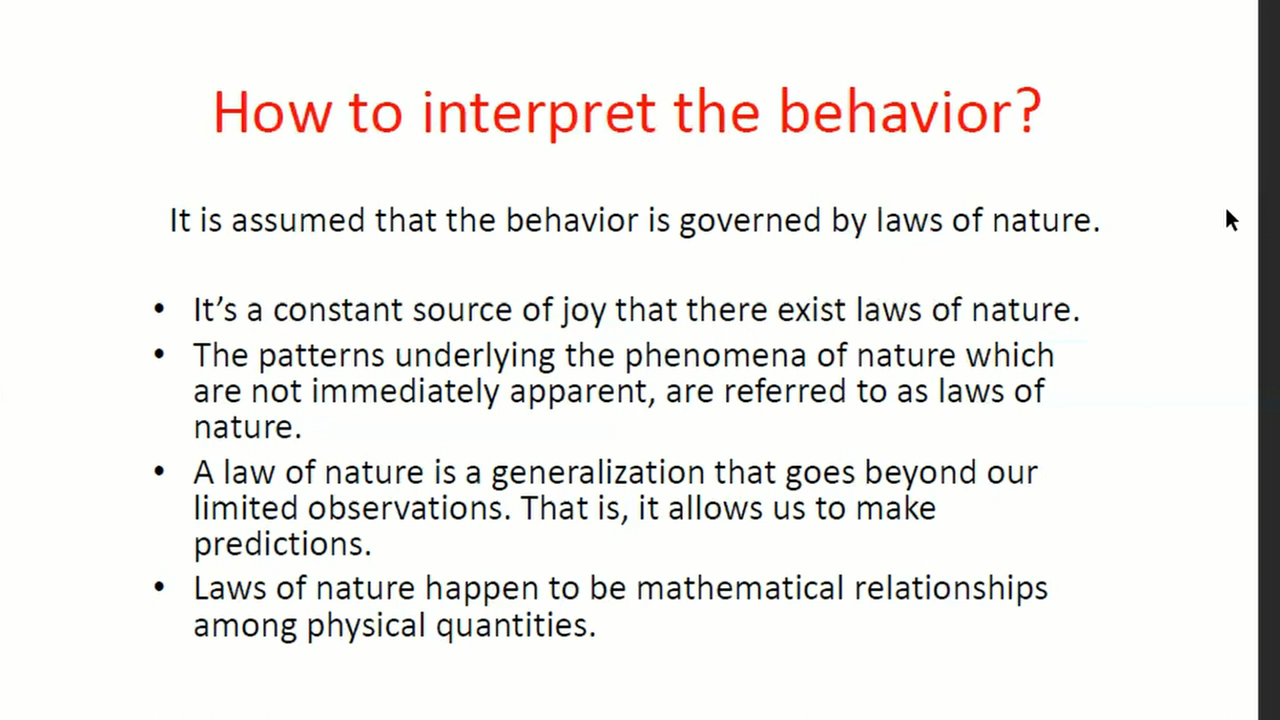 How to interpret the behavior?
It is assumed that the behavior is governed by laws of nature.
• It’s a constant source of joy that there exist laws of nature.
• The patterns underlying the phenomena of nature which
are not immediately apparent, are referred to as laws of
nature.
• A law of nature is a generalization that goes beyond our
limited observations. That is, it allows us to make
predictions.
• Laws of nature happen to be mathematical relationships
among physical quantities.